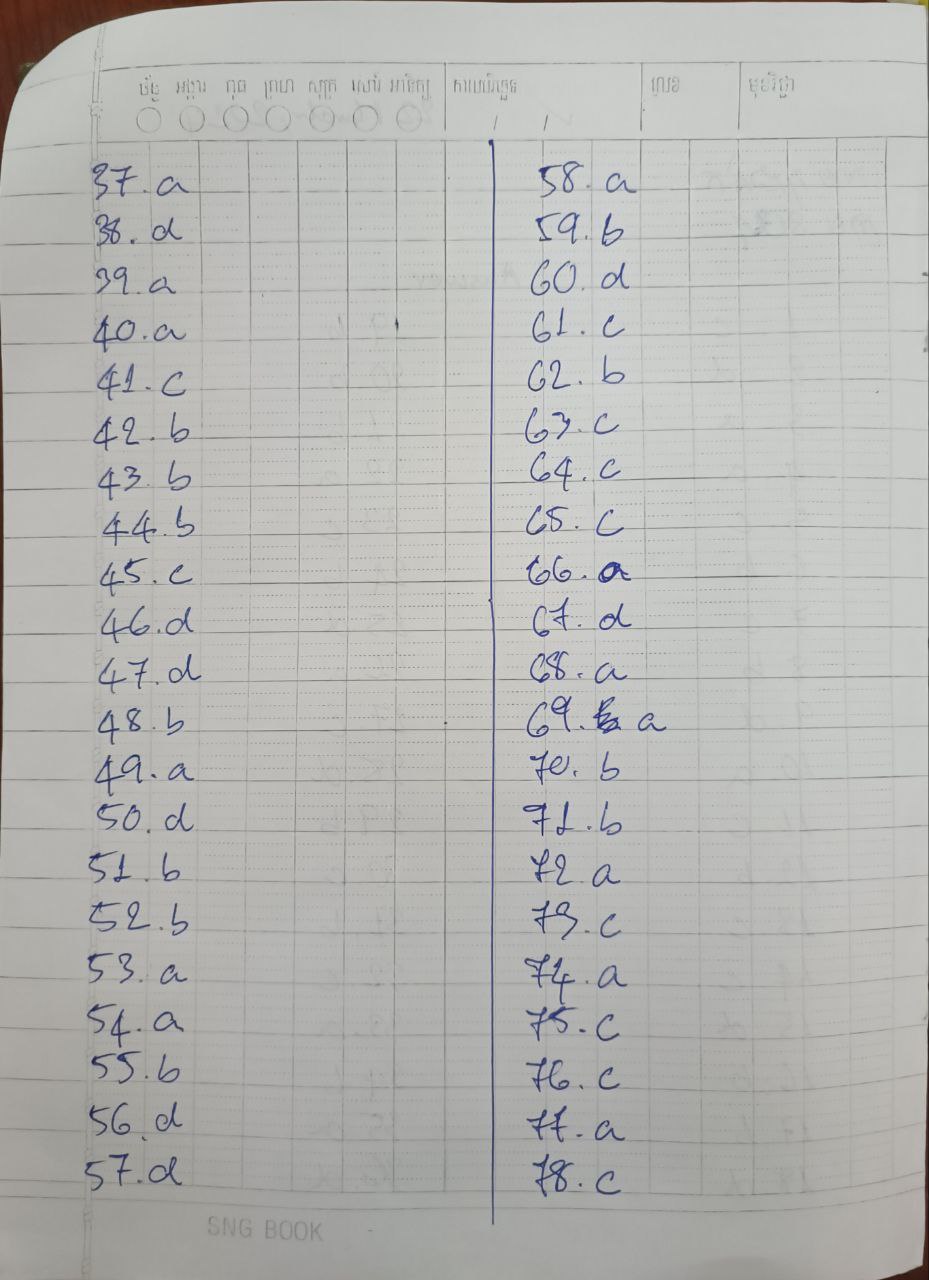 ច័ន្ទ អង្គារ ពុធ ព្រហ សុក្រ សៅរ៍ អាទិត្យ កាលបរិច្ឆេទ លេខ មុខវិជ្ជា
/ /
37. a
38. d
39. a
40. a
41. c
42. b
43. b
44. b
45. c
46. d
47. d
48. b
49. a
50. d
51. b
52. b
53. a
54. a
55. b
56. d
57. d
58. a
59. b
60. d
61. c
62. b
63. c
64. c
65. c
66. a
67. d
68. a
69. a
70. b
71. b
72. a
73. c
74. a
75. c
76. c
77. a
78. c
SNG BOOK